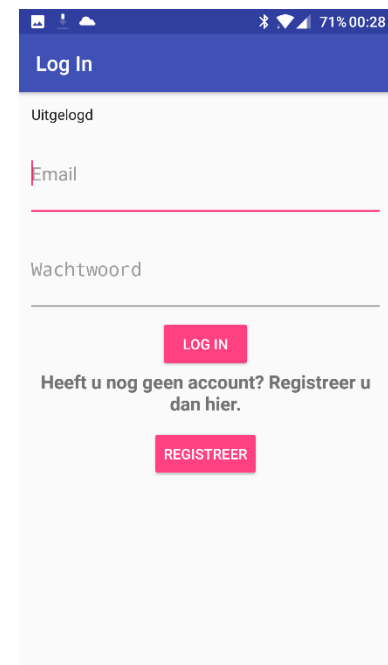 71% 00:28
Log In
Uitgelogd
Email
Wachtwoord
LOG IN
Heeft u nog geen account? Registreer u
dan hier.
REGISTREER